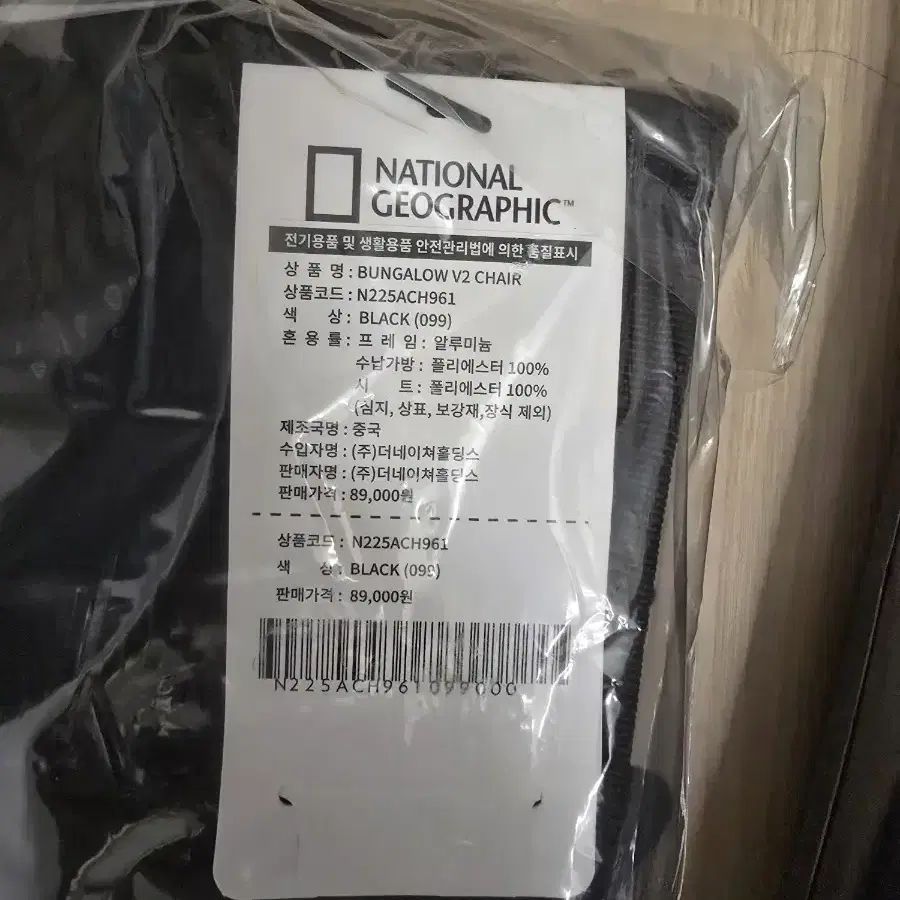 NATIONAL
GEOGRAPHIC™
전기용품 및 생활용품 안전관리법에 의한 품질표시
상 품 명 : BUNGALOW V2 CHAIR
상품코드 : N225ACH961
색 상 : BLACK (099)
혼 용 률 : 프 레 임 : 알루미늄
수납가방 : 폴리에스터 100%
시 트 : 폴리에스터 100%
(심지, 상표, 보강재,장식 제외)
제조국명 : 중국
수입자명 : (주)더네이쳐홀딩스
판매자명 : (주)더네이쳐홀딩스
판매가격 : 89,000원
상품코드 : N225ACH961
색 상 : BLACK (099)
판매가격 : 89,000원
N225ACH961099000